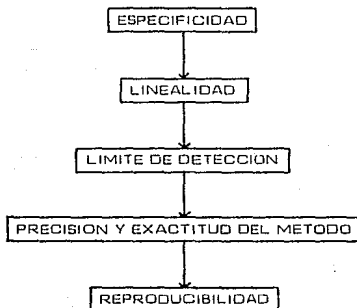 ESPECIFICIDAD
LINEALIDAD
LIMITE DE DETECCION
PRECISION Y EXACTITUD DEL METODO
REPRODUCIBILIDAD